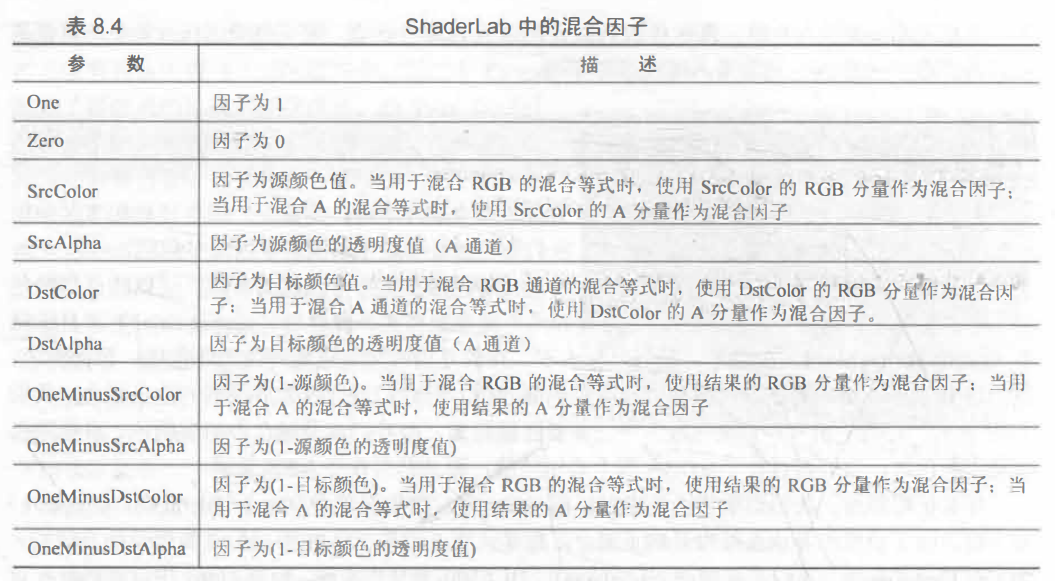 表 8.4 ShaderLab 中的混合因子
参 数 描 述
One 因子为 1
Zero 因子为 0
SrcColor 因子为源颜色值。当用于混合 RGB 的混合等式时，使用 SrcColor 的 RGB 分量作为混合因子；
当用于混合 A 的混合等式时，使用 SrcColor 的 A 分量作为混合因子
SrcAlpha 因子为源颜色的透明度值（A 通道）
DstColor 因子为目标颜色值。当用于混合 RGB 通道的混合等式时，使用 DstColor 的 RGB 分量作为混合因
子；当用于混合 A 通道的混合等式时，使用 DstColor 的 A 分量作为混合因子。
DstAlpha 因子为目标颜色的透明度值（A 通道）
OneMinusSrcColor 因子为(1-源颜色)。当用于混合 RGB 的混合等式时，使用结果的 RGB 分量作为混合因子；当用
于混合 A 的混合等式时，使用结果的 A 分量作为混合因子
OneMinusSrcAlpha 因子为(1-源颜色的透明度值)
OneMinusDstColor 因子为(1-目标颜色)。当用于混合 RGB 的混合等式时，使用结果的 RGB 分量作为混合因子；当
用于混合 A 的混合等式时，使用结果的 A 分量作为混合因子
OneMinusDstAlpha 因子为(1-目标颜色的透明度值)